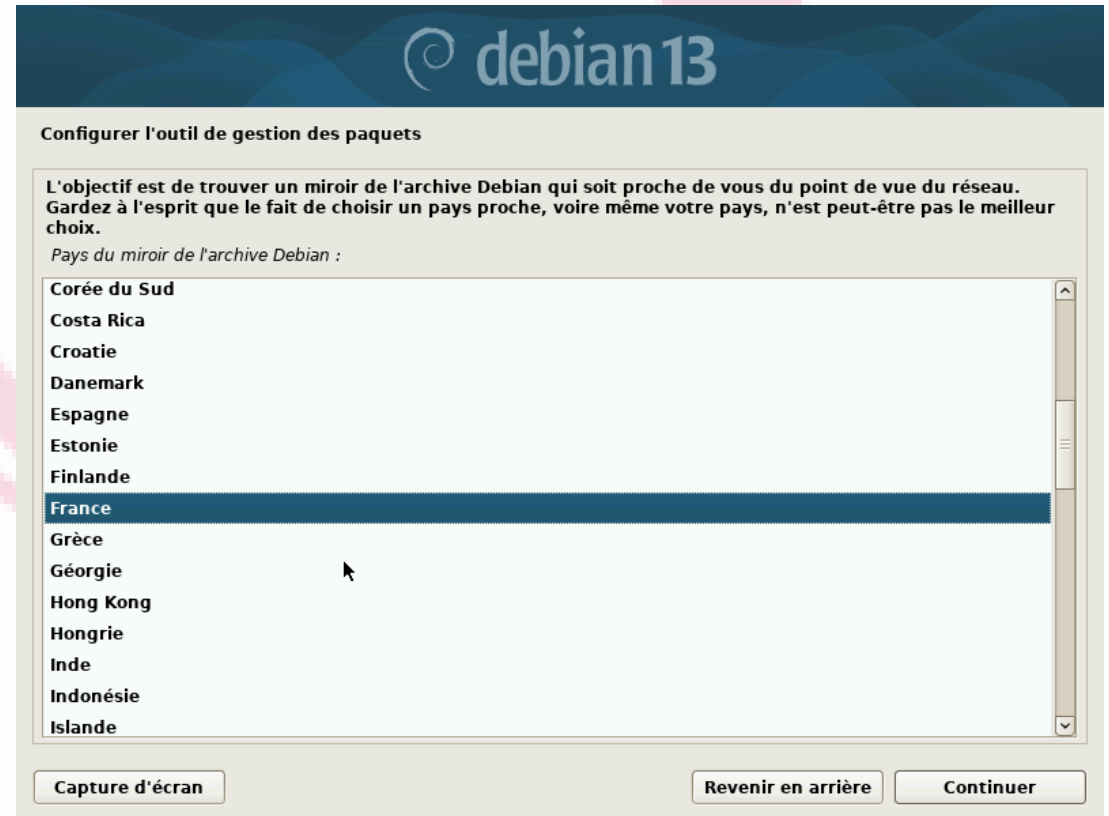 debian 13
Configurer l'outil de gestion des paquets
L'objectif est de trouver un miroir de l'archive Debian qui soit proche de vous du point de vue du réseau.
Gardez à l'esprit que le fait de choisir un pays proche, voire même votre pays, n'est peut-être pas le meilleur
choix.
Pays du miroir de l'archive Debian :
Corée du Sud
Costa Rica
Croatie
Danemark
Espagne
Estonie
Finlande
France
Grèce
Géorgie
Hong Kong
Hongrie
Inde
Indonésie
Islande
Capture d'écran
Revenir en arrière
Continuer